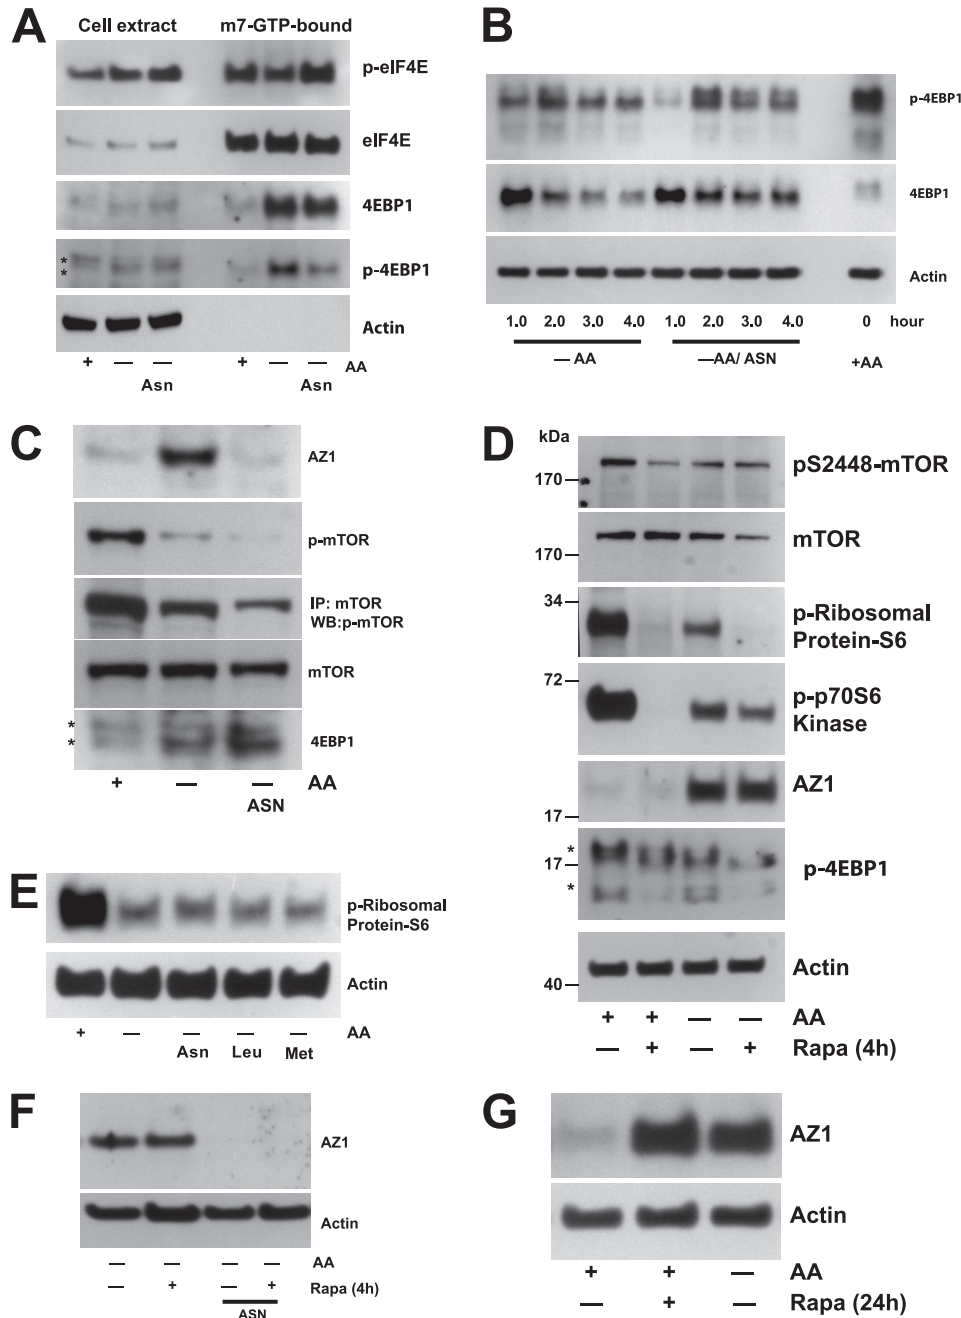 A
Cell extract m7-GTP-bound
p-eIF4E
eIF4E
4EBP1
*
*
p-4EBP1
Actin
+ — — + — — AA
Asn Asn
B
p-4EBP1
4EBP1
Actin
1.0 2.0 3.0 4.0 1.0 2.0 3.0 4.0 0 hour
— AA —AA/ ASN +AA
C
AZ1
p-mTOR
IP: mTOR
WB:p-mTOR
mTOR
*
*
4EBP1
+ — — AA
ASN
D
kDa
170
pS2448-mTOR
mTOR
170
34
p-Ribosomal
Protein-S6
72
p-p70S6
Kinase
AZ1
17
*
17
p-4EBP1
*
Actin
40
+ + — — AA
— + — + Rapa (4h)
E
p-Ribosomal
Protein-S6
Actin
+ — — — — AA
Asn Leu Met
F
AZ1
Actin
— — — — AA
— + — + Rapa (4h)
ASN
G
AZ1
Actin
+ + — AA
— + — Rapa (24h)